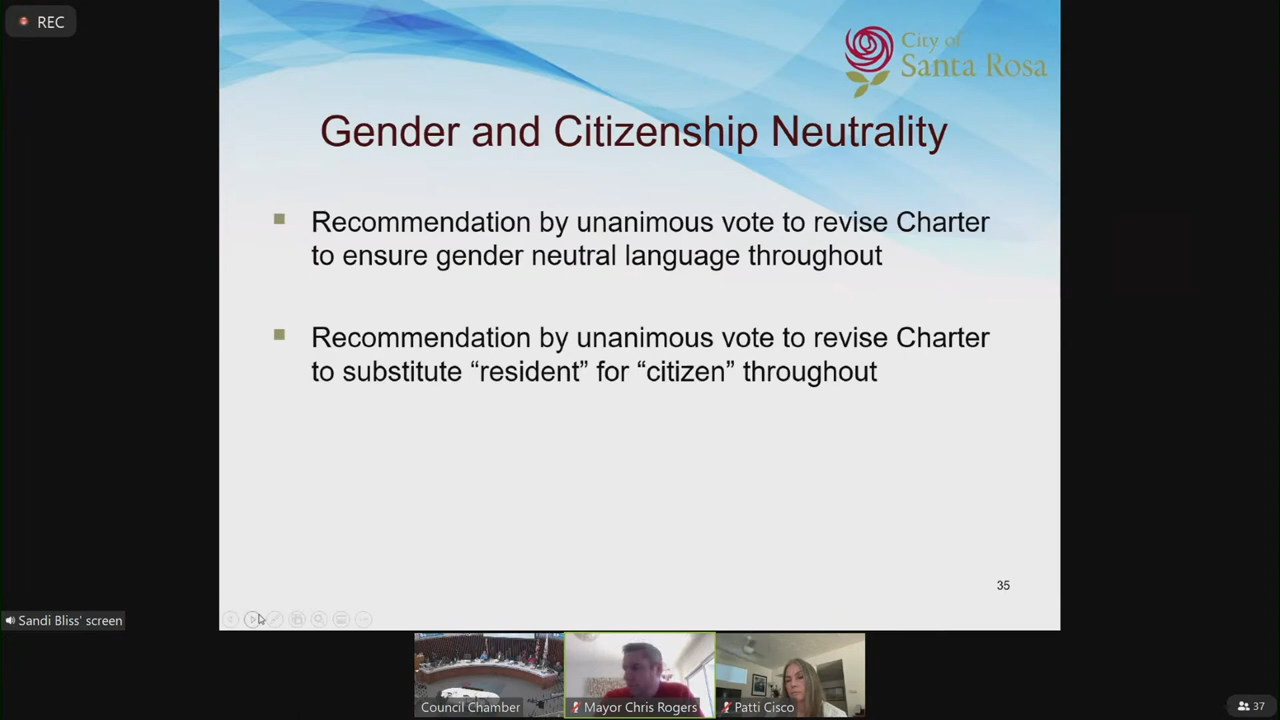 REC
City of
Santa Rosa
Gender and Citizenship Neutrality
Recommendation by unanimous vote to revise Charter
to ensure gender neutral language throughout
Recommendation by unanimous vote to revise Charter
to substitute “resident” for “citizen” throughout
35
Sandi Bliss' screen
Council Chamber
Mayor Chris Rogers
Patti Cisco
37